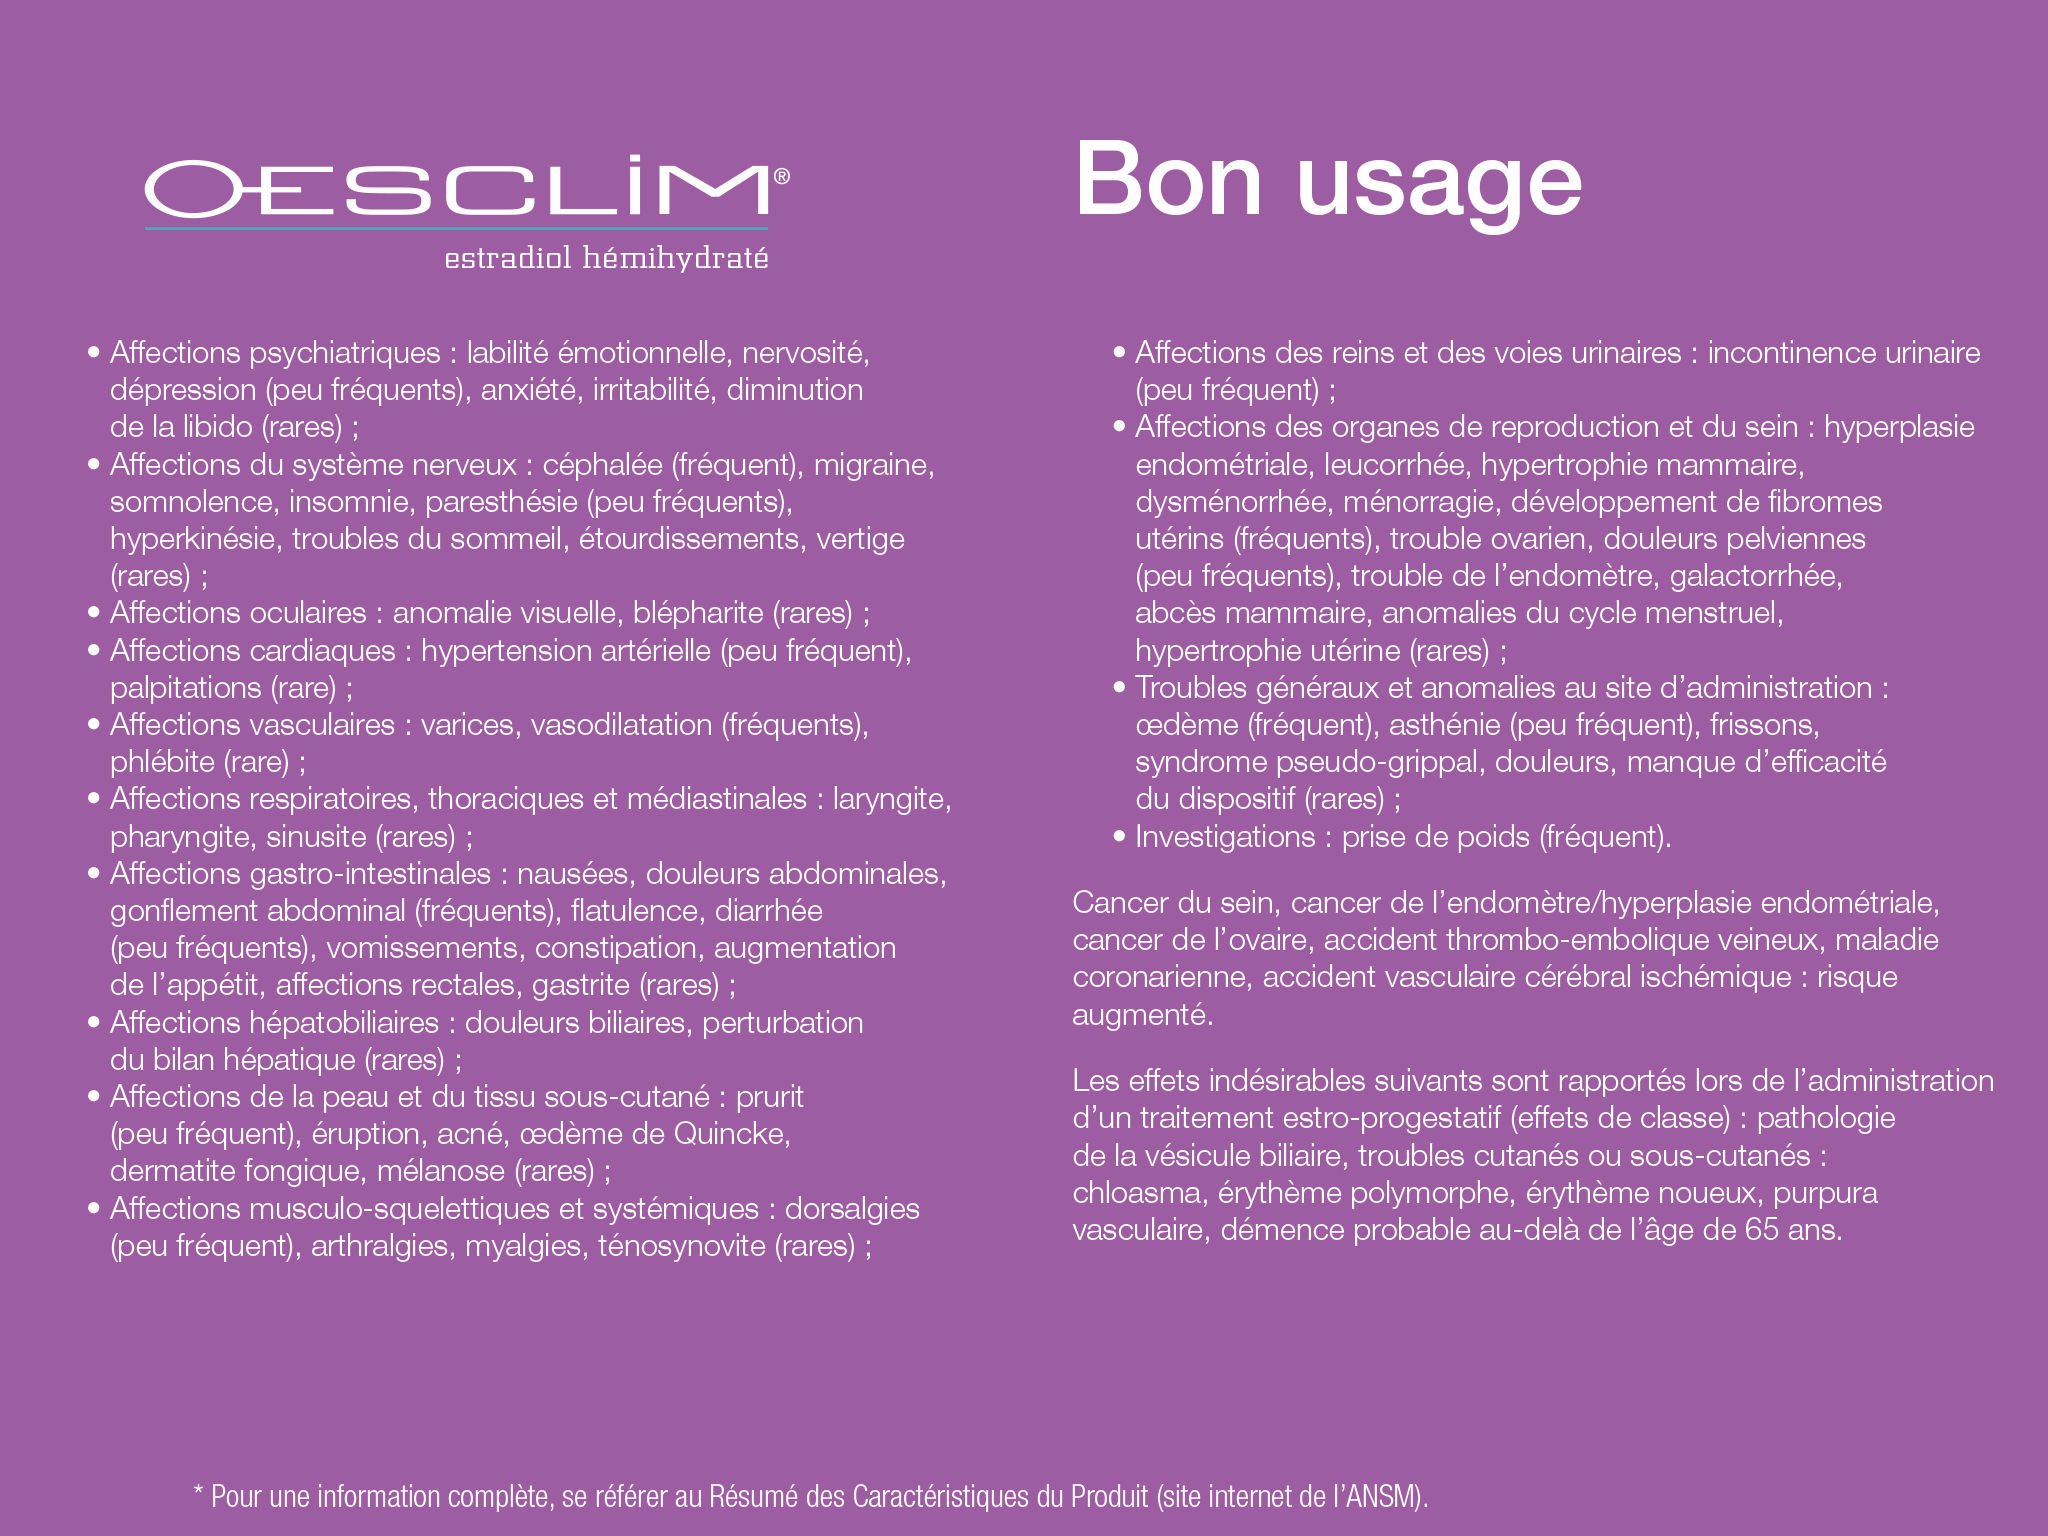 OESCLIM®
estradiol hémihydraté
Bon usage
• Affections psychiatriques : labilité émotionnelle, nervosité,
dépression (peu fréquents), anxiété, irritabilité, diminution
de la libido (rares) ;
• Affections du système nerveux : céphalée (fréquent), migraine,
somnolence, insomnie, paresthésie (peu fréquents),
hyperkinésie, troubles du sommeil, étourdissements, vertige
(rares) ;
• Affections oculaires : anomalie visuelle, blépharite (rares) ;
• Affections cardiaques : hypertension artérielle (peu fréquent),
palpitations (rare) ;
• Affections vasculaires : varices, vasodilatation (fréquents),
phlébite (rare) ;
• Affections respiratoires, thoraciques et médiastinales : laryngite,
pharyngite, sinusite (rares) ;
• Affections gastro-intestinales : nausées, douleurs abdominales,
gonflement abdominal (fréquents), flatulence, diarrhée
(peu fréquents), vomissements, constipation, augmentation
de l’appétit, affections rectales, gastrite (rares) ;
• Affections hépatobiliaires : douleurs biliaires, perturbation
du bilan hépatique (rares) ;
• Affections de la peau et du tissu sous-cutané : prurit
(peu fréquent), éruption, acné, œdème de Quincke,
dermatite fongique, mélanose (rares) ;
• Affections musculo-squelettiques et systémiques : dorsalgies
(peu fréquent), arthralgies, myalgies, ténosynovite (rares) ;
• Affections des reins et des voies urinaires : incontinence urinaire
(peu fréquent) ;
• Affections des organes de reproduction et du sein : hyperplasie
endométriale, leucorrhée, hypertrophie mammaire,
dysménorrhée, ménorragie, développement de fibromes
utérins (fréquents), trouble ovarien, douleurs pelviennes
(peu fréquents), trouble de l’endomètre, galactorrhée,
abcès mammaire, anomalies du cycle menstruel,
hypertrophie utérine (rares) ;
• Troubles généraux et anomalies au site d’administration :
œdème (fréquent), asthénie (peu fréquent), frissons,
syndrome pseudo-grippal, douleurs, manque d’efficacité
du dispositif (rares) ;
• Investigations : prise de poids (fréquent).
Cancer du sein, cancer de l’endomètre/hyperplasie endométriale,
cancer de l’ovaire, accident thrombo-embolique veineux, maladie
coronarienne, accident vasculaire cérébral ischémique : risque
augmenté.
Les effets indésirables suivants sont rapportés lors de l’administration
d’un traitement estro-progestatif (effets de classe) : pathologie
de la vésicule biliaire, troubles cutanés ou sous-cutanés :
chloasma, érythème polymorphe, érythème noueux, purpura
vasculaire, démence probable au-delà de l’âge de 65 ans.
* Pour une information complète, se référer au Résumé des Caractéristiques du Produit (site internet de l’ANSM).